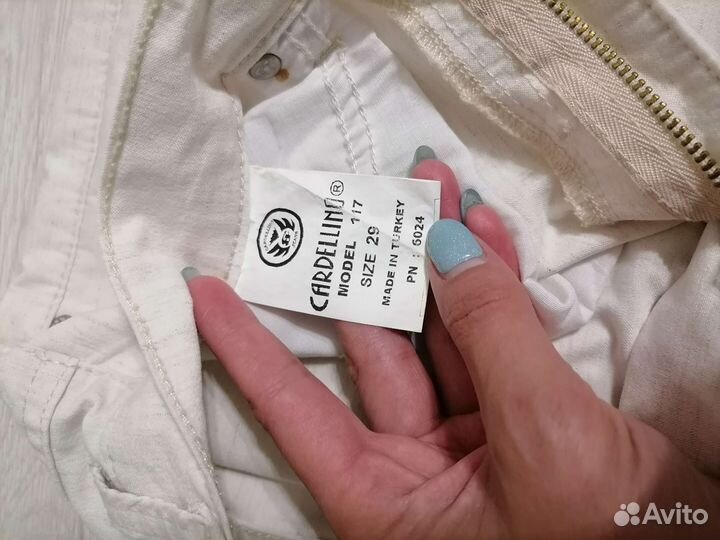 CARDELLINO®
MODEL 117
SIZE 29
MADE IN TURKEY
PN : 6024
Avito